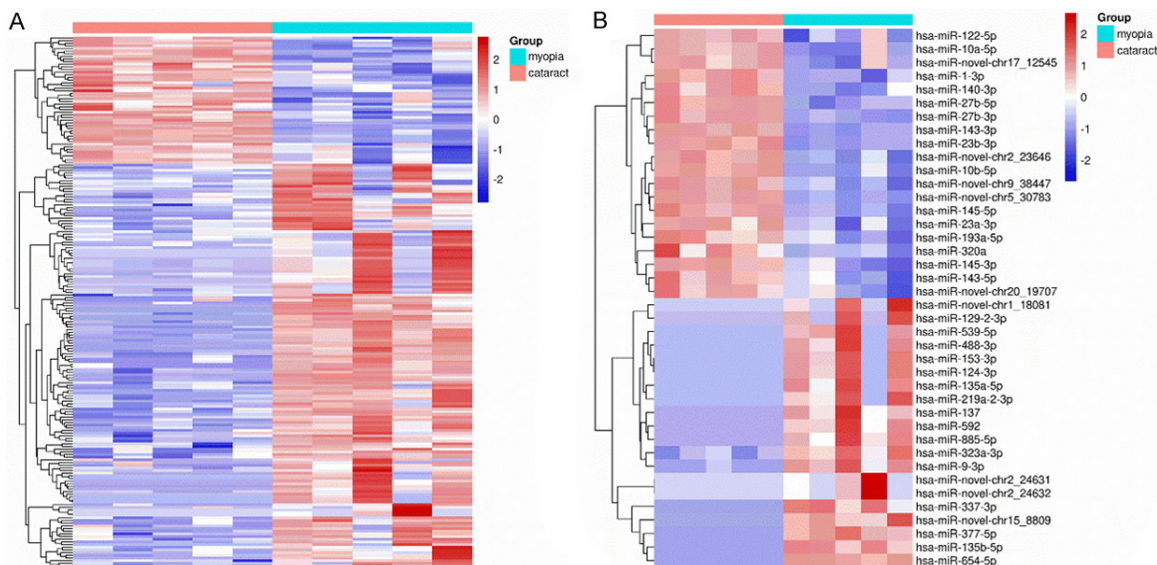 A
Group
myopia
cataract
2
1
0
-1
-2
B
Group
myopia
cataract
2
1
0
-1
-2
hsa-miR-122-5p
hsa-miR-10a-5p
hsa-miR-novel-chr17_12545
hsa-miR-1-3p
hsa-miR-140-3p
hsa-miR-27b-5p
hsa-miR-27b-3p
hsa-miR-143-3p
hsa-miR-23b-3p
hsa-miR-novel-chr2_23646
hsa-miR-10b-5p
hsa-miR-novel-chr9_38447
hsa-miR-novel-chr5_30783
hsa-miR-145-5p
hsa-miR-23a-3p
hsa-miR-193a-5p
hsa-miR-320a
hsa-miR-145-3p
hsa-miR-143-5p
hsa-miR-novel-chr20_19707
hsa-miR-novel-chr1_18081
hsa-miR-129-2-3p
hsa-miR-539-5p
hsa-miR-488-3p
hsa-miR-153-3p
hsa-miR-124-3p
hsa-miR-135a-5p
hsa-miR-219a-2-3p
hsa-miR-137
hsa-miR-592
hsa-miR-885-5p
hsa-miR-323a-3p
hsa-miR-9-3p
hsa-miR-novel-chr2_24631
hsa-miR-novel-chr2_24632
hsa-miR-337-3p
hsa-miR-novel-chr15_8809
hsa-miR-377-5p
hsa-miR-135b-5p
hsa-miR-654-5p